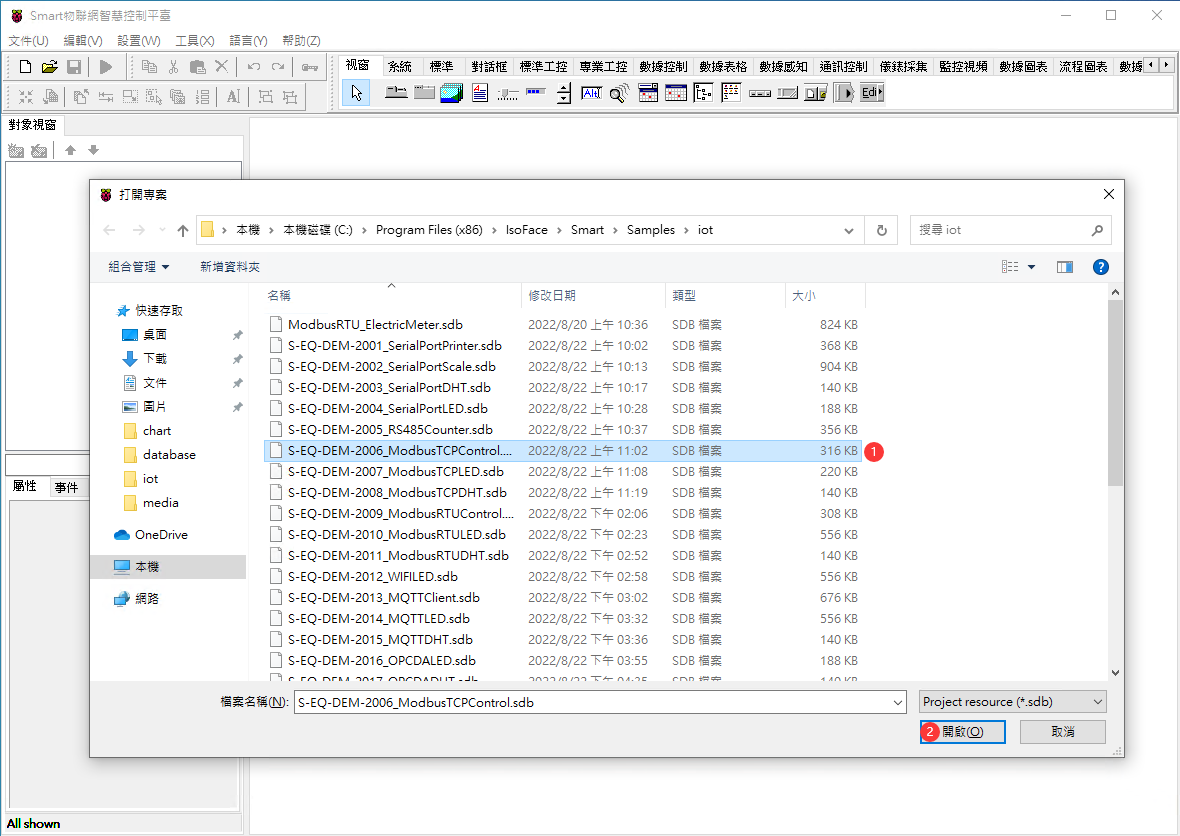 Smart物聯網智慧控制平臺
文件(U) 編輯(V) 設置(W) 工具(X) 語言(Y) 帮助(Z)
视窗 系統 標準 對話框 標準工控 專業工控 數據控制 數據表格 數據感知 通訊控制 儀錶採集 監控視頻 數據圖表 流程圖表 數據
Edi
對象視窗
打開專案
本機 › 本機磁碟 (C:) › Program Files (x86) › IsoFace › Smart › Samples › iot
搜尋 iot
組合管理 新增資料夾
名稱 修改日期 類型 大小
快速存取
桌面
下載
文件
圖片
chart
database
iot
media
OneDrive
本機
網路
ModbusRTU_ElectricMeter.sdb 2022/8/20 上午 10:36 SDB 檔案 824 KB
S-EQ-DEM-2001_SerialPortPrinter.sdb 2022/8/22 上午 10:02 SDB 檔案 368 KB
S-EQ-DEM-2002_SerialPortScale.sdb 2022/8/22 上午 10:13 SDB 檔案 904 KB
S-EQ-DEM-2003_SerialPortDHT.sdb 2022/8/22 上午 10:17 SDB 檔案 140 KB
S-EQ-DEM-2004_SerialPortLED.sdb 2022/8/22 上午 10:28 SDB 檔案 188 KB
S-EQ-DEM-2005_RS485Counter.sdb 2022/8/22 上午 10:37 SDB 檔案 356 KB
S-EQ-DEM-2006_ModbusTCPControl.... 2022/8/22 上午 11:02 SDB 檔案 316 KB 1
S-EQ-DEM-2007_ModbusTCPLED.sdb 2022/8/22 上午 11:08 SDB 檔案 220 KB
S-EQ-DEM-2008_ModbusTCPDHT.sdb 2022/8/22 上午 11:19 SDB 檔案 140 KB
S-EQ-DEM-2009_ModbusRTUControl.... 2022/8/22 下午 02:06 SDB 檔案 308 KB
S-EQ-DEM-2010_ModbusRTULED.sdb 2022/8/22 下午 02:23 SDB 檔案 556 KB
S-EQ-DEM-2011_ModbusRTUDHT.sdb 2022/8/22 下午 02:52 SDB 檔案 140 KB
S-EQ-DEM-2012_WIFILED.sdb 2022/8/22 下午 02:58 SDB 檔案 556 KB
S-EQ-DEM-2013_MQTTClient.sdb 2022/8/22 下午 03:02 SDB 檔案 676 KB
S-EQ-DEM-2014_MQTTLED.sdb 2022/8/22 下午 03:32 SDB 檔案 556 KB
S-EQ-DEM-2015_MQTTDHT.sdb 2022/8/22 下午 03:36 SDB 檔案 140 KB
S-EQ-DEM-2016_OPCDALED.sdb 2022/8/22 下午 03:55 SDB 檔案 188 KB
S-EQ-DEM-2017_OPCDADHT.sdb 2022/8/22 下午 04:35 SDB 檔案 140 KB
屬性 事件
檔案名稱(N): S-EQ-DEM-2006_ModbusTCPControl.sdb Project resource (*.sdb)
2 開啟(O) 取消
All shown